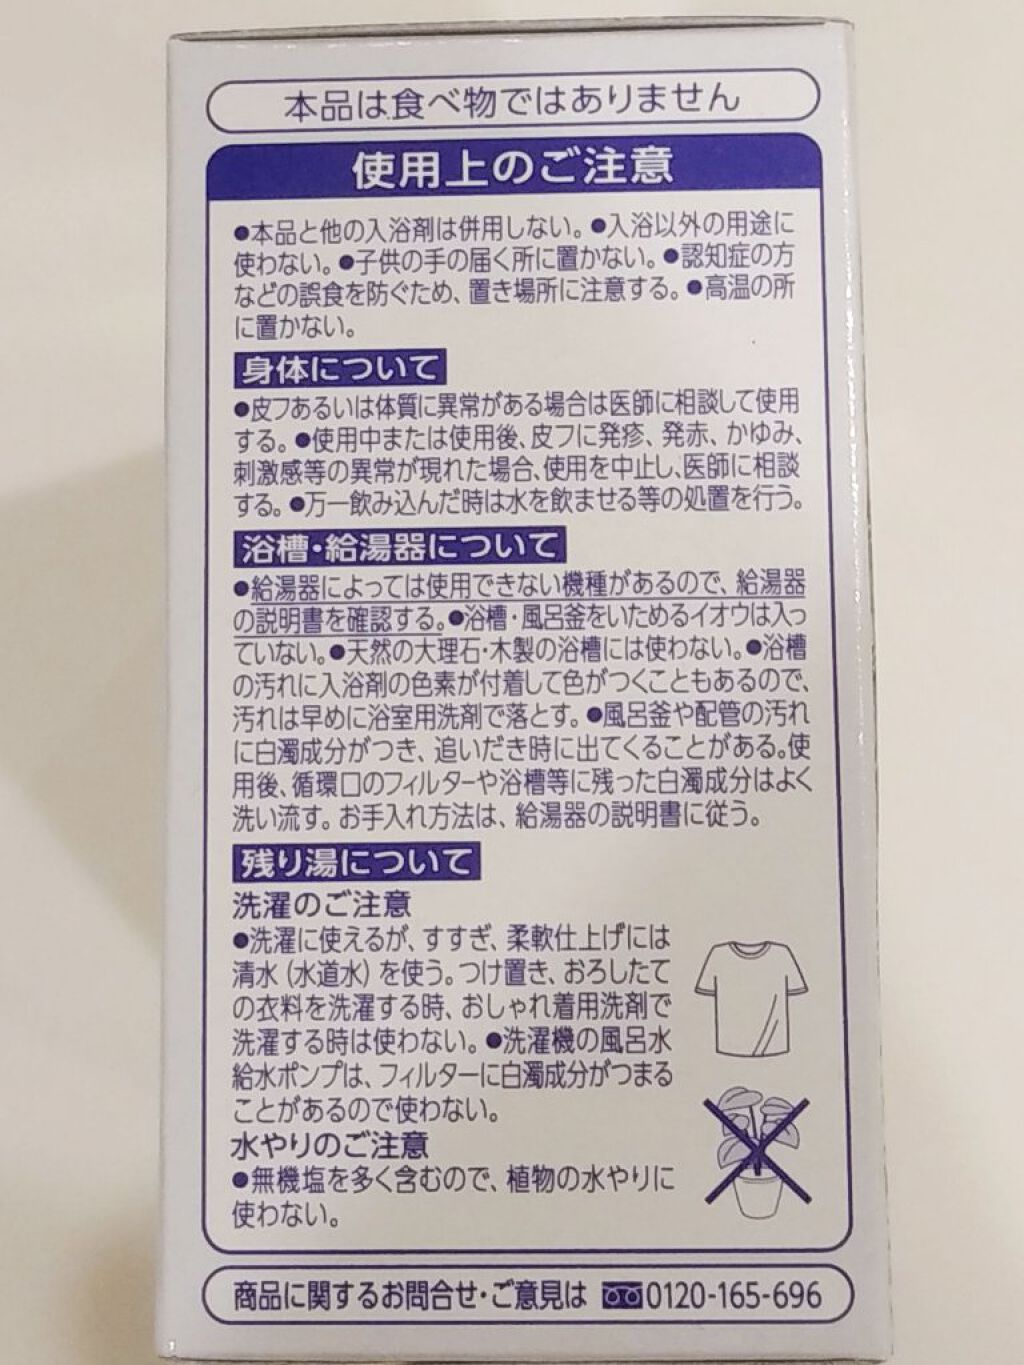 本品は食べ物ではありません
使用上のご注意
●本品と他の入浴剤は併用しない。●入浴以外の用途に
使わない。●子供の手の届く所に置かない。●認知症の方
などの誤食を防ぐため、置き場所に注意する。●高温の所
に置かない。
身体について
●皮フあるいは体質に異常がある場合は医師に相談して使用
する。●使用中または使用後、皮フに発疹、発赤、かゆみ、
刺激感等の異常が現れた場合、使用を中止し、医師に相談
する。●万一飲み込んだ時は水を飲ませる等の処置を行う。
浴槽・給湯器について
●給湯器によっては使用できない機種があるので、給湯器
の説明書を確認する。●浴槽・風呂釜をいためるイオウは入っ
ていない。●天然の大理石・木製の浴槽には使わない。●浴槽
の汚れに入浴剤の色素が付着して色がつくこともあるので、
汚れは早めに浴室用洗剤で落とす。●風呂釜や配管の汚れ
に白濁成分がつき、追いだき時に出てくることがある。使
用後、循環口のフィルターや浴槽等に残った白濁成分はよく
洗い流す。お手入れ方法は、給湯器の説明書に従う。
残り湯について
洗濯のご注意
●洗濯に使えるが、すすぎ、柔軟仕上げには
清水(水道水)を使う。つけ置き、おろしたて
の衣料を洗濯する時、おしゃれ着用洗剤で
洗濯する時は使わない。●洗濯機の風呂水
給水ポンプは、フィルターに白濁成分がつまる
ことがあるので使わない。
水やりのご注意
●無機塩を多く含むので、植物の水やりに
使わない。
商品に関するお問合せ・ご意見は 0120-165-696